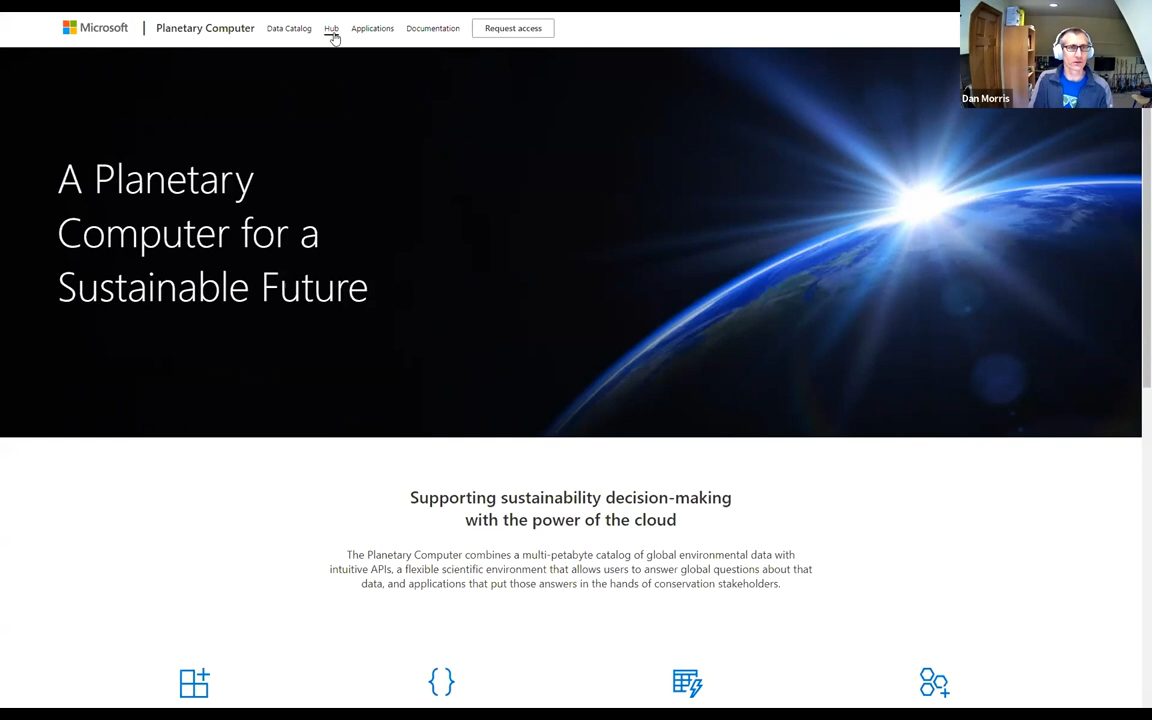 Microsoft
Planetary Computer
Data Catalog
Hub
Applications
Documentation
Request access
Dan Morris
A Planetary
Computer for a
Sustainable Future
Supporting sustainability decision-making
with the power of the cloud
The Planetary Computer combines a multi-petabyte catalog of global environmental data with
intuitive APIs, a flexible scientific environment that allows users to answer global questions about that
data, and applications that put those answers in the hands of conservation stakeholders.